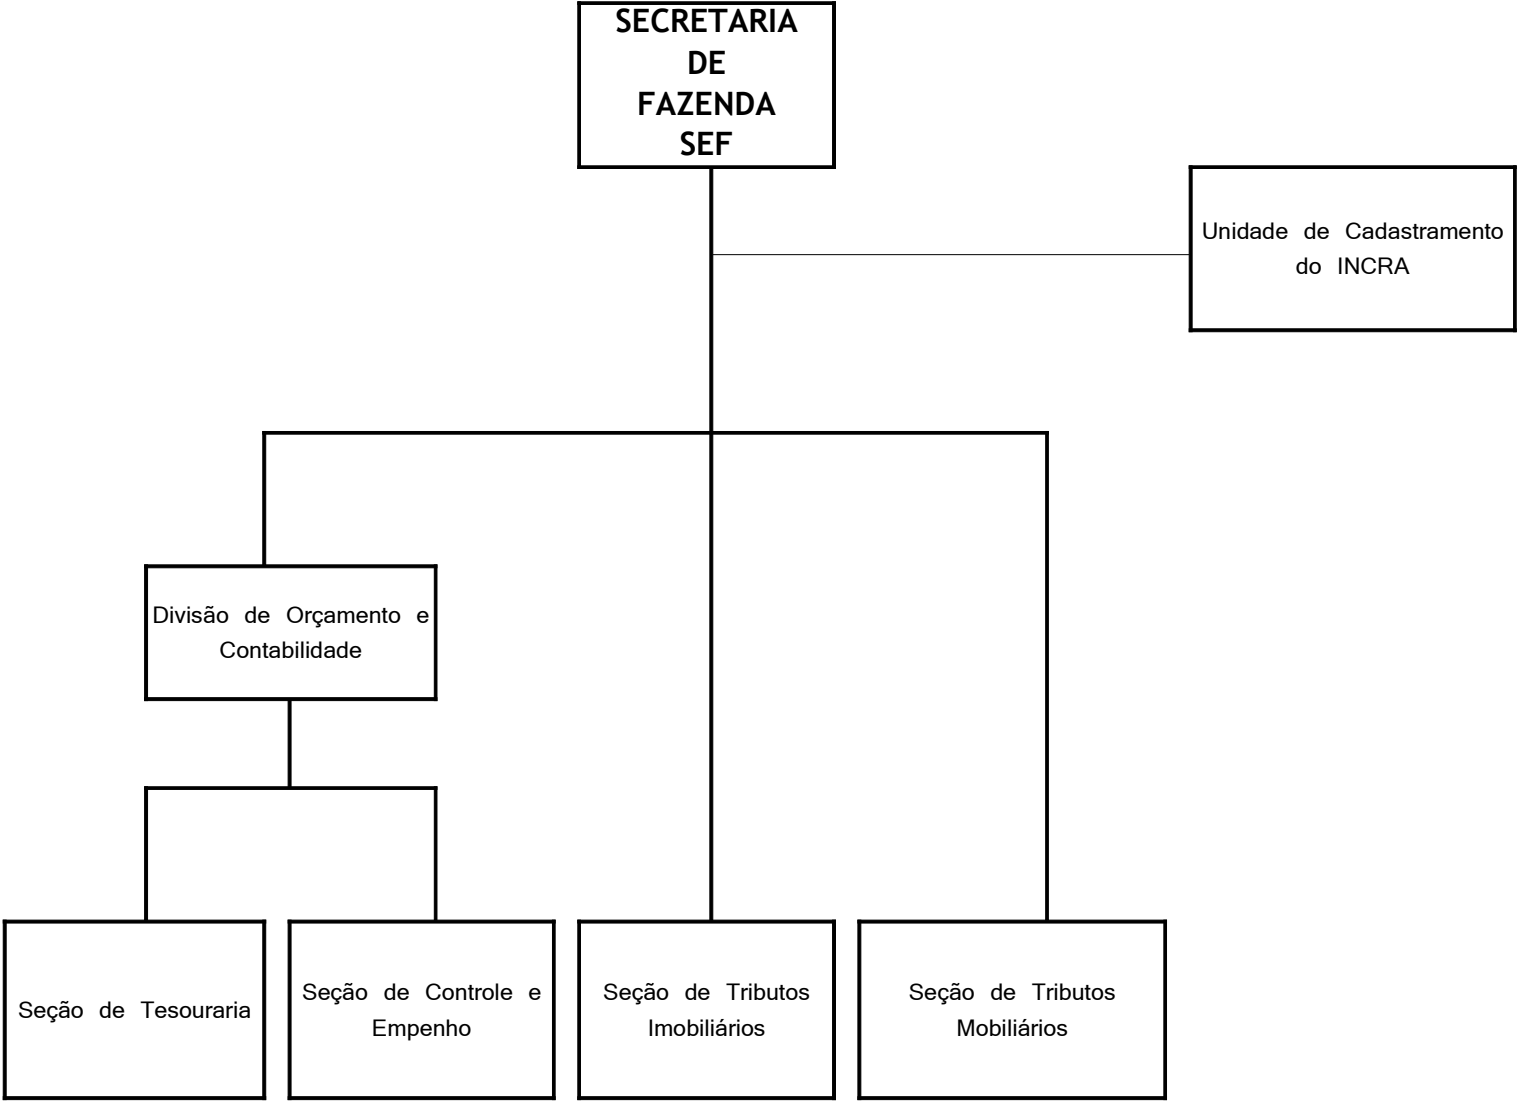 SECRETARIA
DE
FAZENDA
SEF
Unidade de Cadastramento
do INCRA
Divisão de Orçamento e
Contabilidade
Seção de Tesouraria
Seção de Controle e
Empenho
Seção de Tributos
Imobiliários
Seção de Tributos
Mobiliários